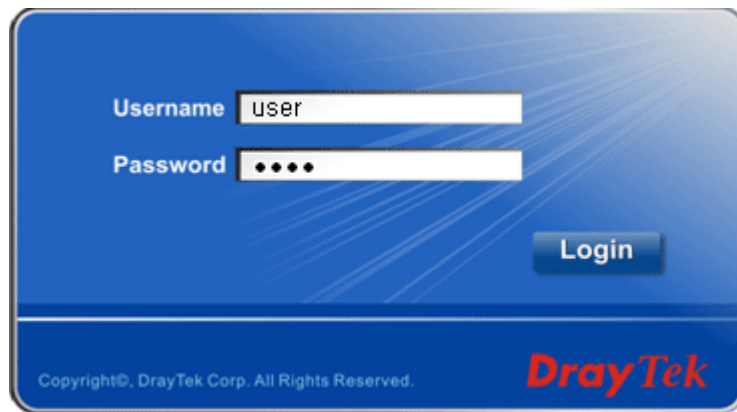 Username user
Password ••••
Login
Copyright©, DrayTek Corp. All Rights Reserved.
DrayTek